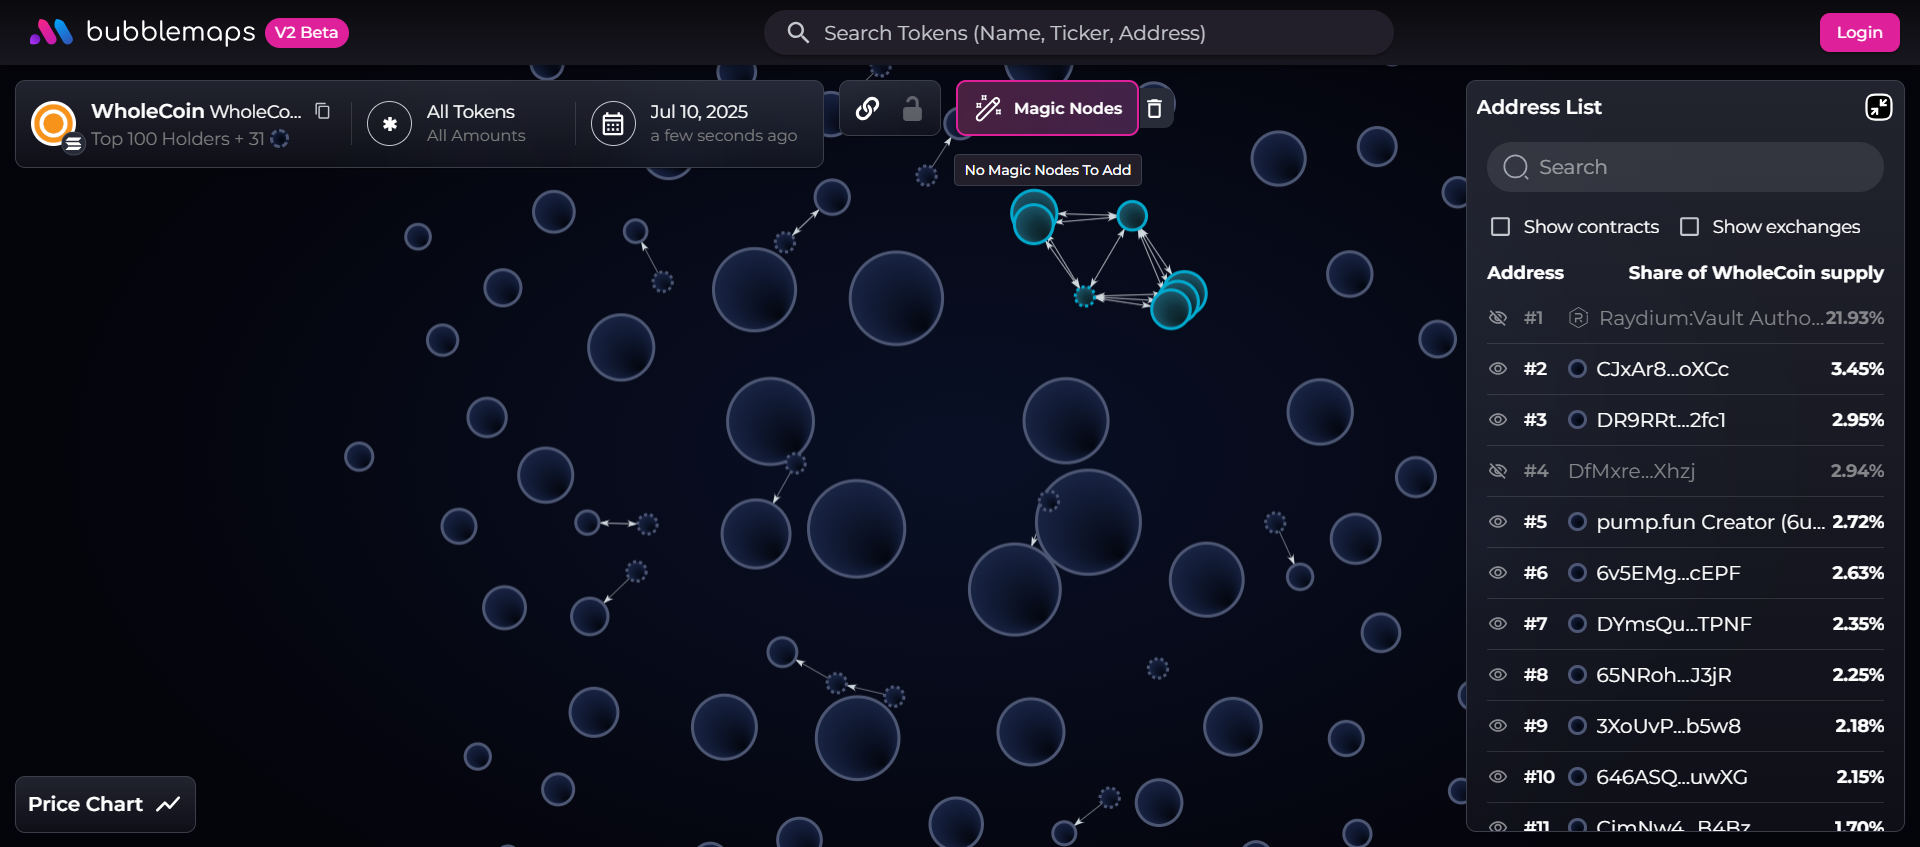 bubblemaps V2 Beta
Search Tokens (Name, Ticker, Address)
Login
WholeCoin WholeCo...
Top 100 Holders + 31
All Tokens
All Amounts
Jul 10, 2025
a few seconds ago
Magic Nodes
No Magic Nodes To Add
Address List
Search
Show contracts Show exchanges
Address Share of WholeCoin supply
#1 Raydium:Vault Autho... 21.93%
#2 CJxAr8...oXCc 3.45%
#3 DR9RRt...2fc1 2.95%
#4 DfMxre...Xhzj 2.94%
#5 pump.fun Creator (6u... 2.72%
#6 6v5EMg...cEPF 2.63%
#7 DYmsQu...TPNF 2.35%
#8 65NRoh...J3jR 2.25%
#9 3XoUvP...b5w8 2.18%
#10 646ASQ...uwXG 2.15%
#11 1.70%
Price Chart